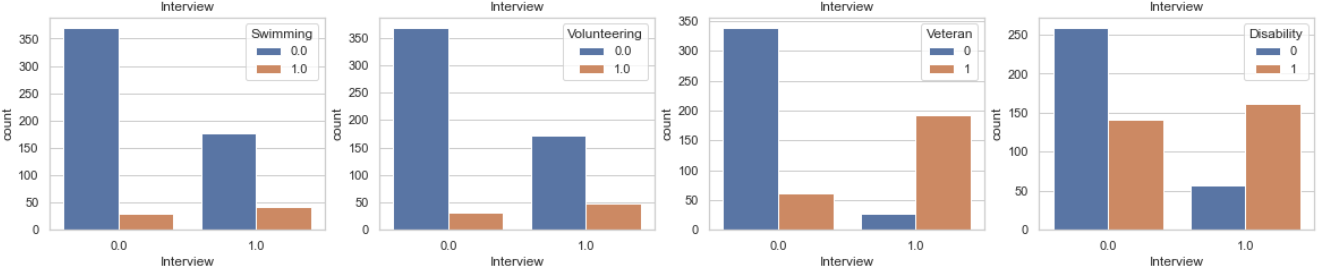 Interview
Swimming
0.0
1.0
350
300
250
200
150
100
50
0
count
0.0
1.0
Interview
Interview
Volunteering
0.0
1.0
350
300
250
200
150
100
50
0
count
0.0
1.0
Interview
Interview
Veteran
0
1
350
300
250
200
150
100
50
0
count
0.0
1.0
Interview
Interview
Disability
0
1
250
200
150
100
50
0
count
0.0
1.0
Interview